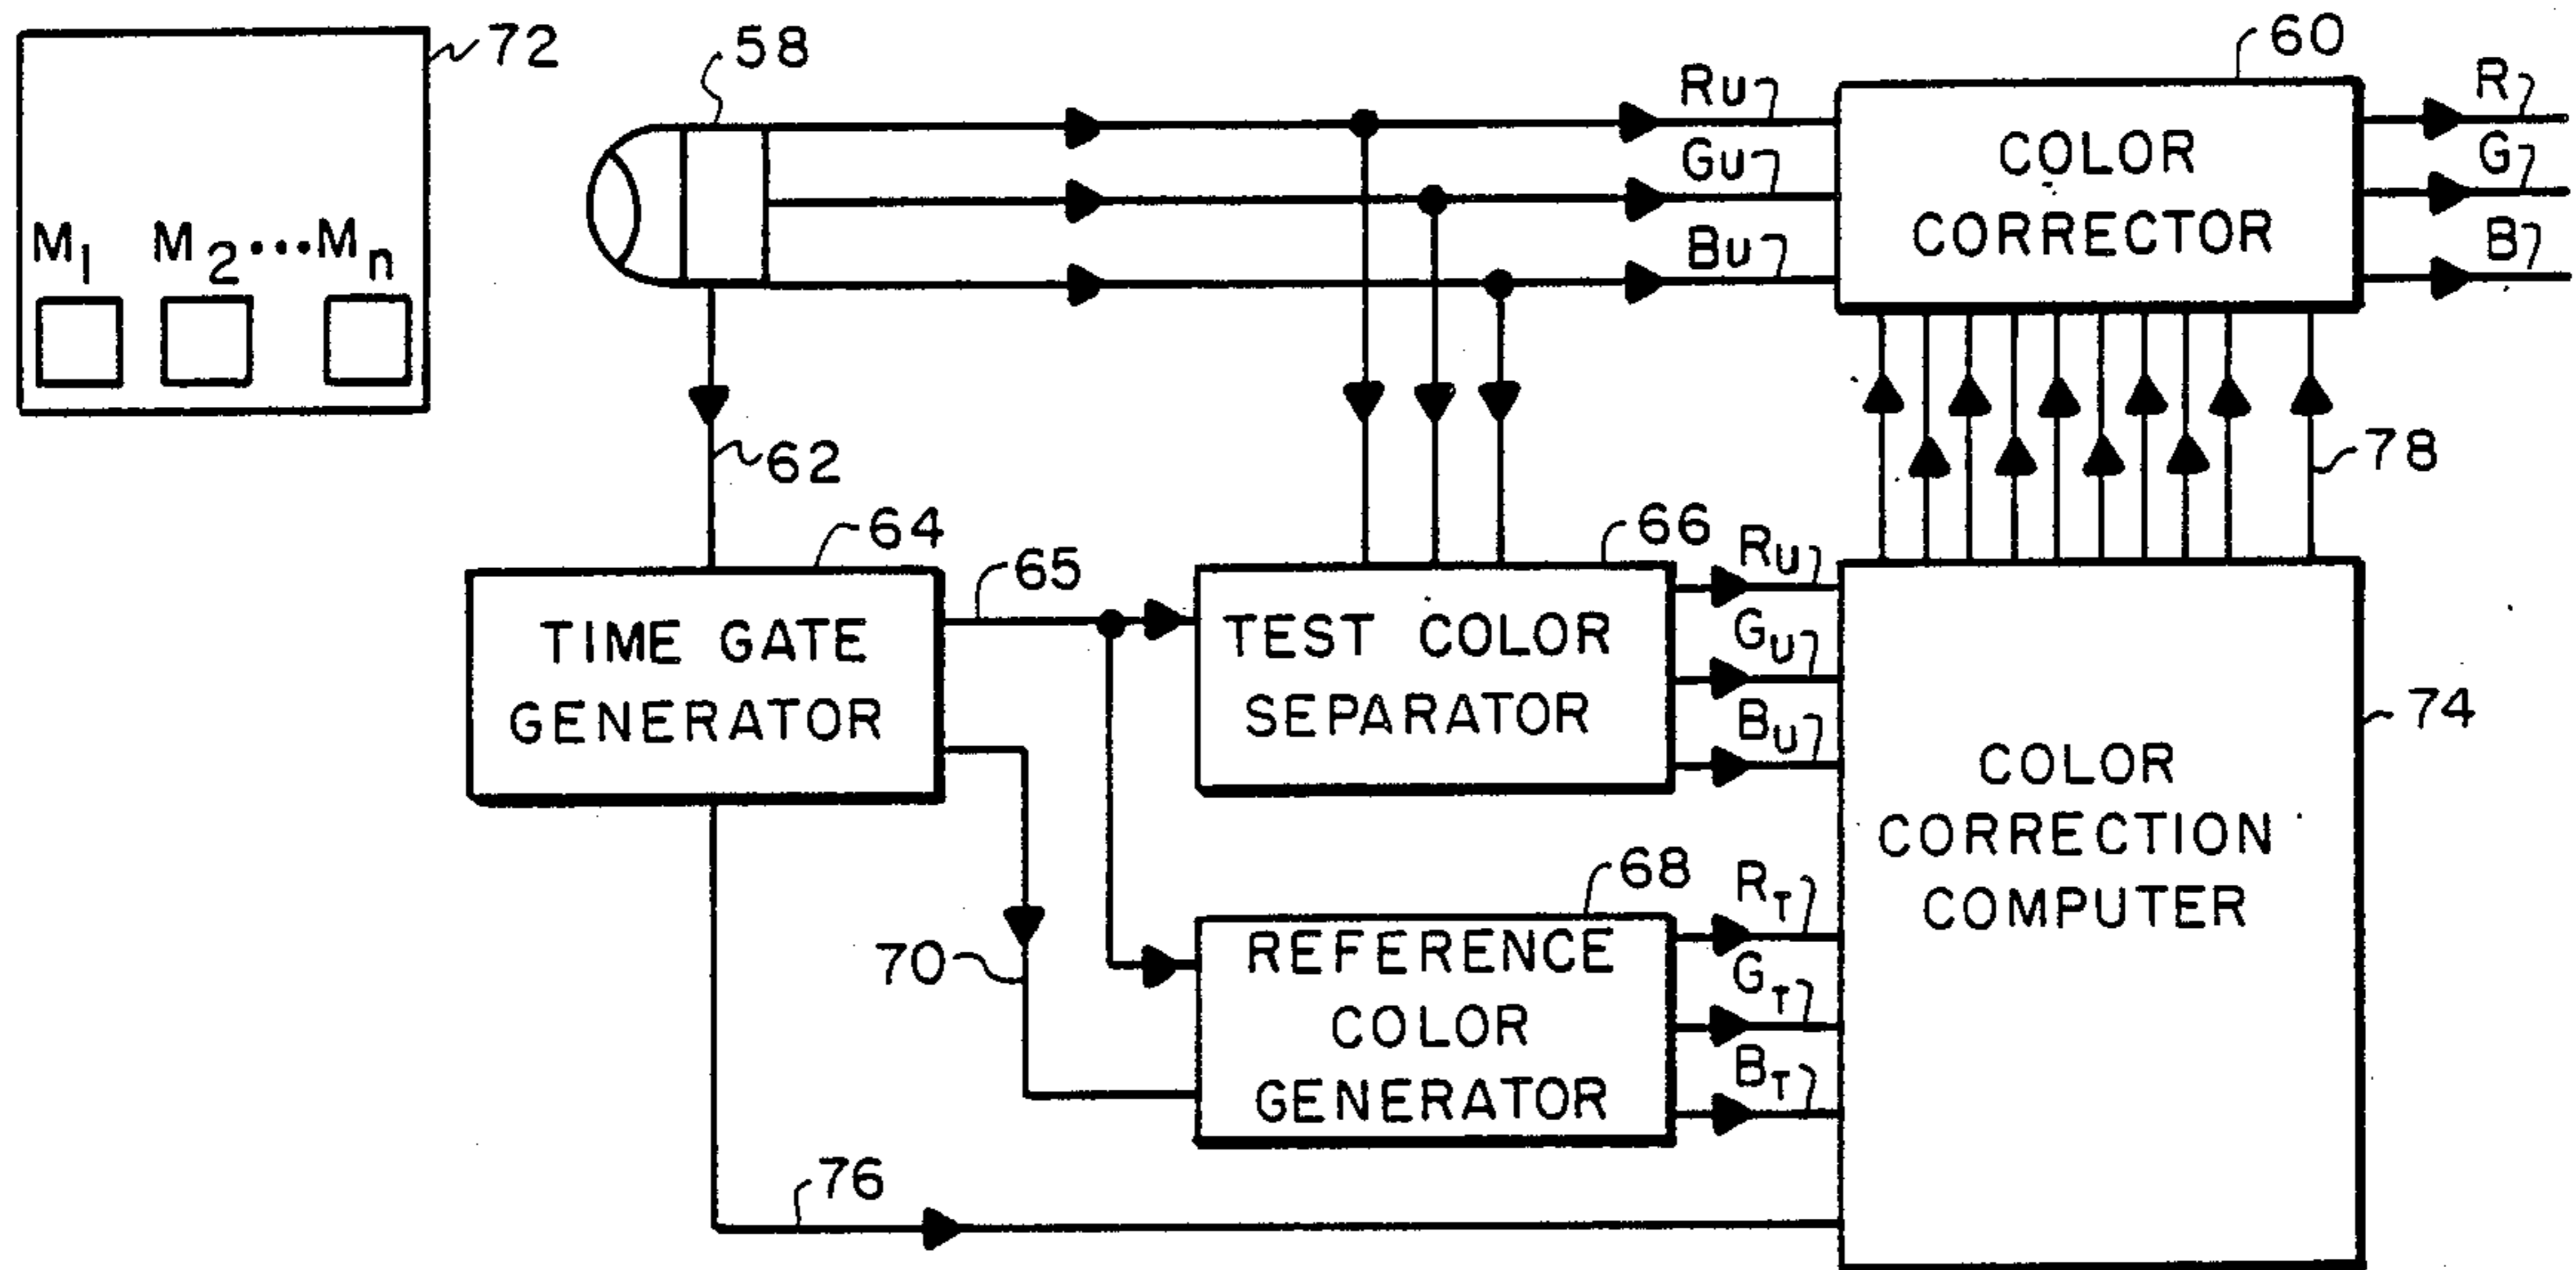 72
58
60
M1 M2...Mn
Ru
Gu
Bu
COLOR
CORRECTOR
R
G
B
62
78
64
65
66
TIME GATE
GENERATOR
TEST COLOR
SEPARATOR
RU
GU
BU
74
COLOR
CORRECTION
COMPUTER
70
68
REFERENCE
COLOR
GENERATOR
RT
GT
BT
76